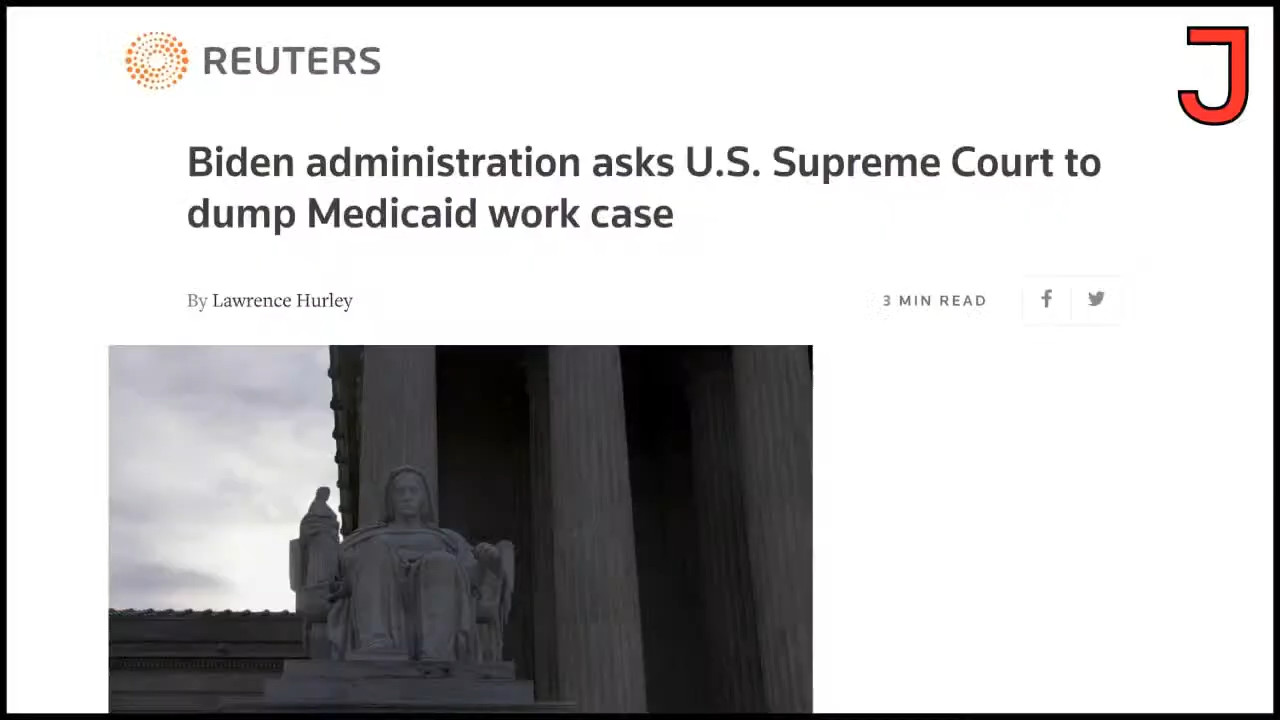 REUTERS
J
Biden administration asks U.S. Supreme Court to
dump Medicaid work case
By Lawrence Hurley
3 MIN READ